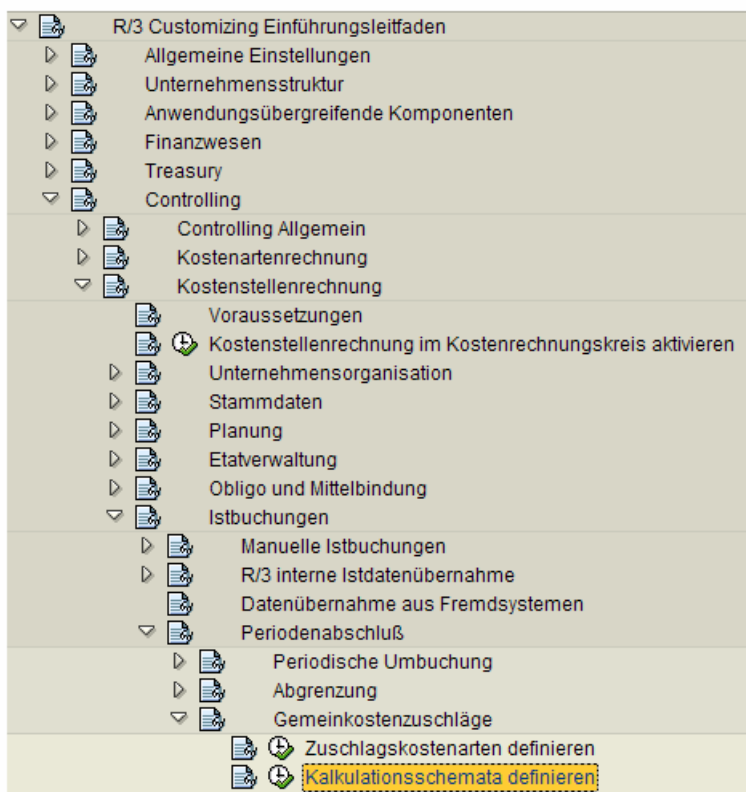 R/3 Customizing Einführungsleitfaden
Allgemeine Einstellungen
Unternehmensstruktur
Anwendungsübergreifende Komponenten
Finanzwesen
Treasury
Controlling
Controlling Allgemein
Kostenartenrechnung
Kostenstellenrechnung
Voraussetzungen
Kostenstellenrechnung im Kostenrechnungskreis aktivieren
Unternehmensorganisation
Stammdaten
Planung
Etatverwaltung
Obligo und Mittelbindung
Istbuchungen
Manuelle Istbuchungen
R/3 interne Istdatenübernahme
Datenübernahme aus Fremdsystemen
Periodenabschluß
Periodische Umbuchung
Abgrenzung
Gemeinkostenzuschläge
Zuschlagskostenarten definieren
Kalkulationsschemata definieren